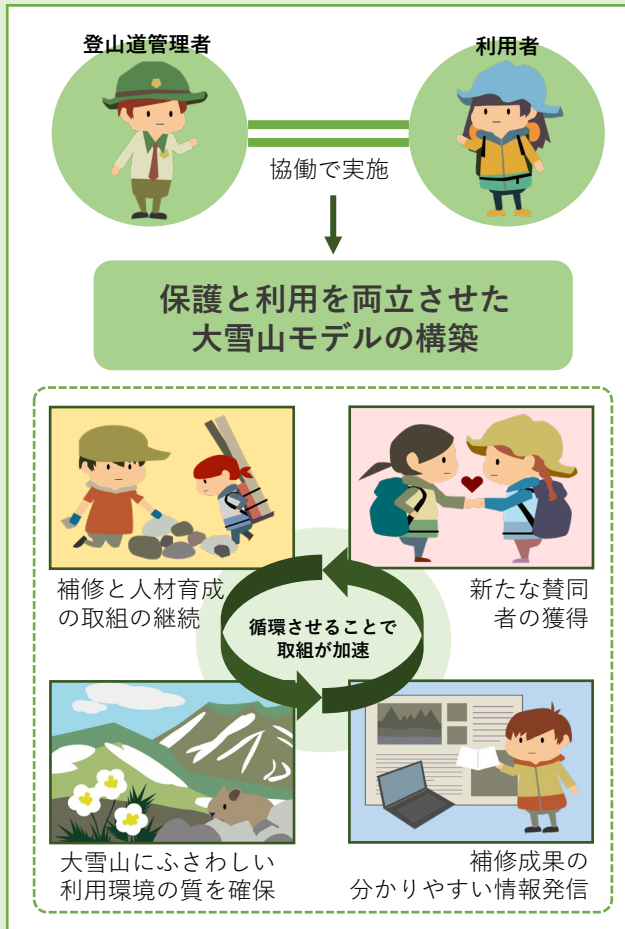 登山道管理者
利用者
協働で実施
保護と利用を両立させた
大雪山モデルの構築
補修と人材育成
の取組の継続
新たな賛同
者の獲得
循環させることで
取組が加速
大雪山にふさわしい
利用環境の質を確保
補修成果の
分かりやすい情報発信